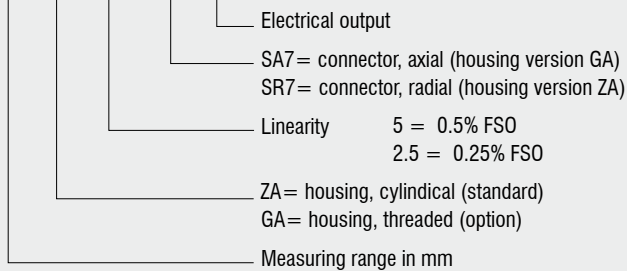 Electrical output
SA7= connector, axial (housing version GA)
SR7= connector, radial (housing version ZA)
Linearity 5 = 0.5% FSO
2.5 = 0.25% FSO
ZA= housing, cylindical (standard)
GA= housing, threaded (option)
Measuring range in mm